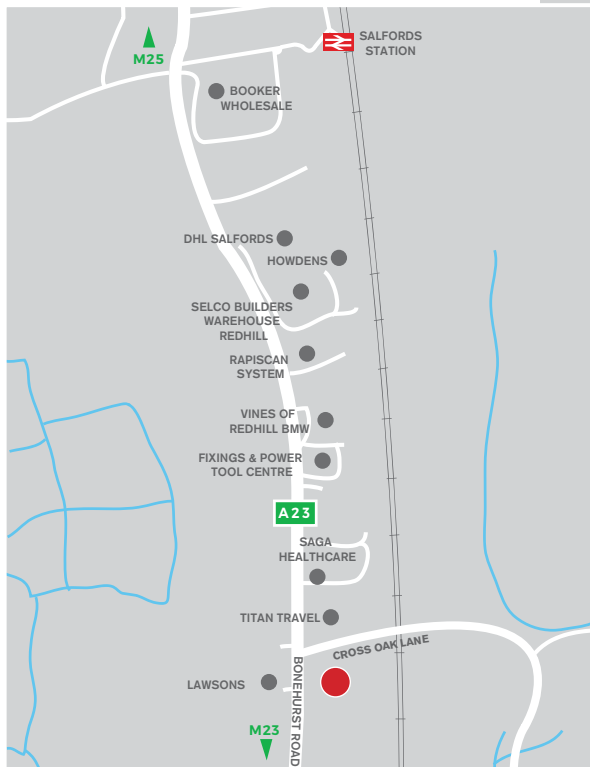 SALFORDS
STATION
M25
BOOKER
WHOLESALE
DHL SALFORDS
HOWDENS
SELCO BUILDERS
WAREHOUSE
REDHILL
RAPISCAN
SYSTEM
VINES OF
REDHILL BMW
FIXINGS & POWER
TOOL CENTRE
A23
SAGA
HEALTHCARE
TITAN TRAVEL
CROSS OAK LANE
LAWSONS
BONEHURST ROAD
M23